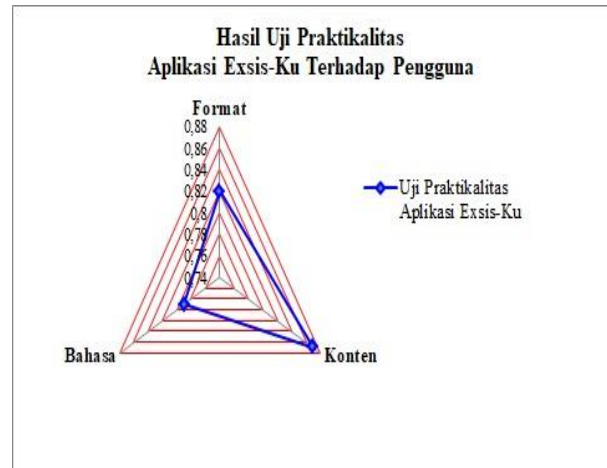 Hasil Uji Praktikalitas
Aplikasi Exsis-Ku Terhadap Pengguna
Format
0,88
0,86
0,84
0,82
0,8
0,78
0,76
0,74
Uji Praktikalitas
Aplikasi Exsis-Ku
Bahasa
Konten